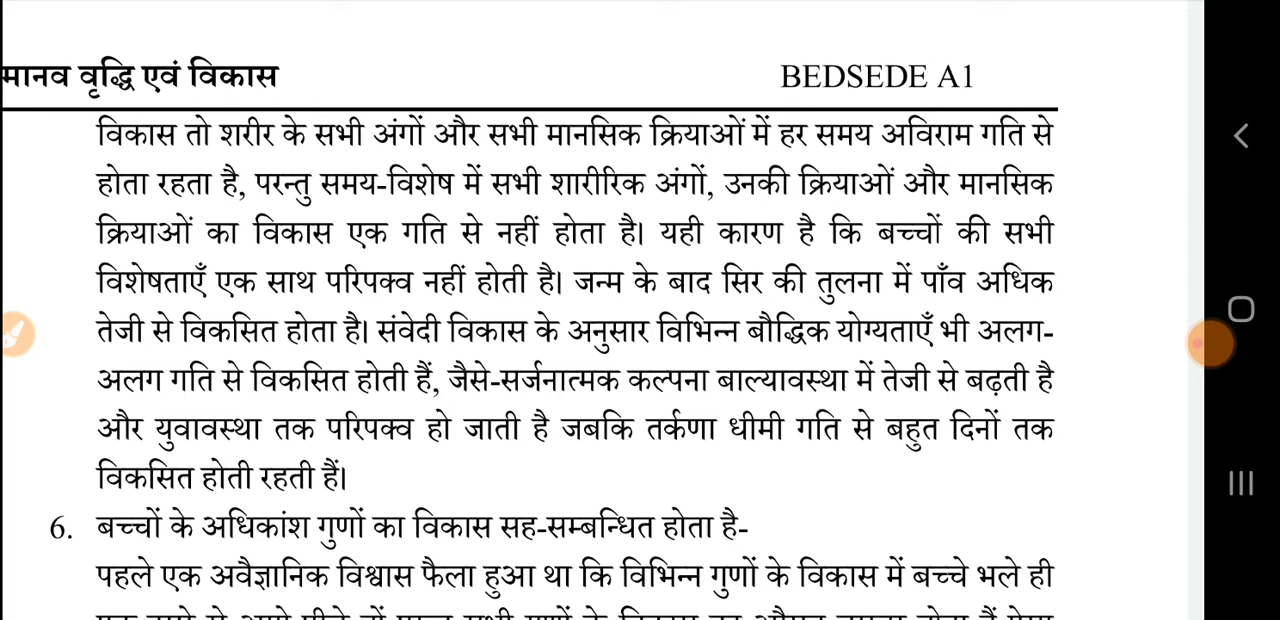 मानव वृद्धि एवं विकास BEDSEDE A1
विकास तो शरीर के सभी अंगों और सभी मानसिक क्रियाओं में हर समय अविराम गति से
होता रहता है, परन्तु समय-विशेष में सभी शारीरिक अंगों, उनकी क्रियाओं और मानसिक
क्रियाओं का विकास एक गति से नहीं होता है। यही कारण है कि बच्चों की सभी
विशेषताएँ एक साथ परिपक्व नहीं होती है। जन्म के बाद सिर की तुलना में पाँव अधिक
तेजी से विकसित होता है। संवेदी विकास के अनुसार विभिन्न बौद्धिक योग्यताएँ भी अलग-
अलग गति से विकसित होती हैं, जैसे-सर्जनात्मक कल्पना बाल्यावस्था में तेजी से बढ़ती है
और युवावस्था तक परिपक्व हो जाती है जबकि तर्कणा धीमी गति से बहुत दिनों तक
विकसित होती रहती हैं।
6. बच्चों के अधिकांश गुणों का विकास सह-सम्बन्धित होता है-
पहले एक अवैज्ञानिक विश्वास फैला हुआ था कि विभिन्न गुणों के विकास में बच्चे भले ही